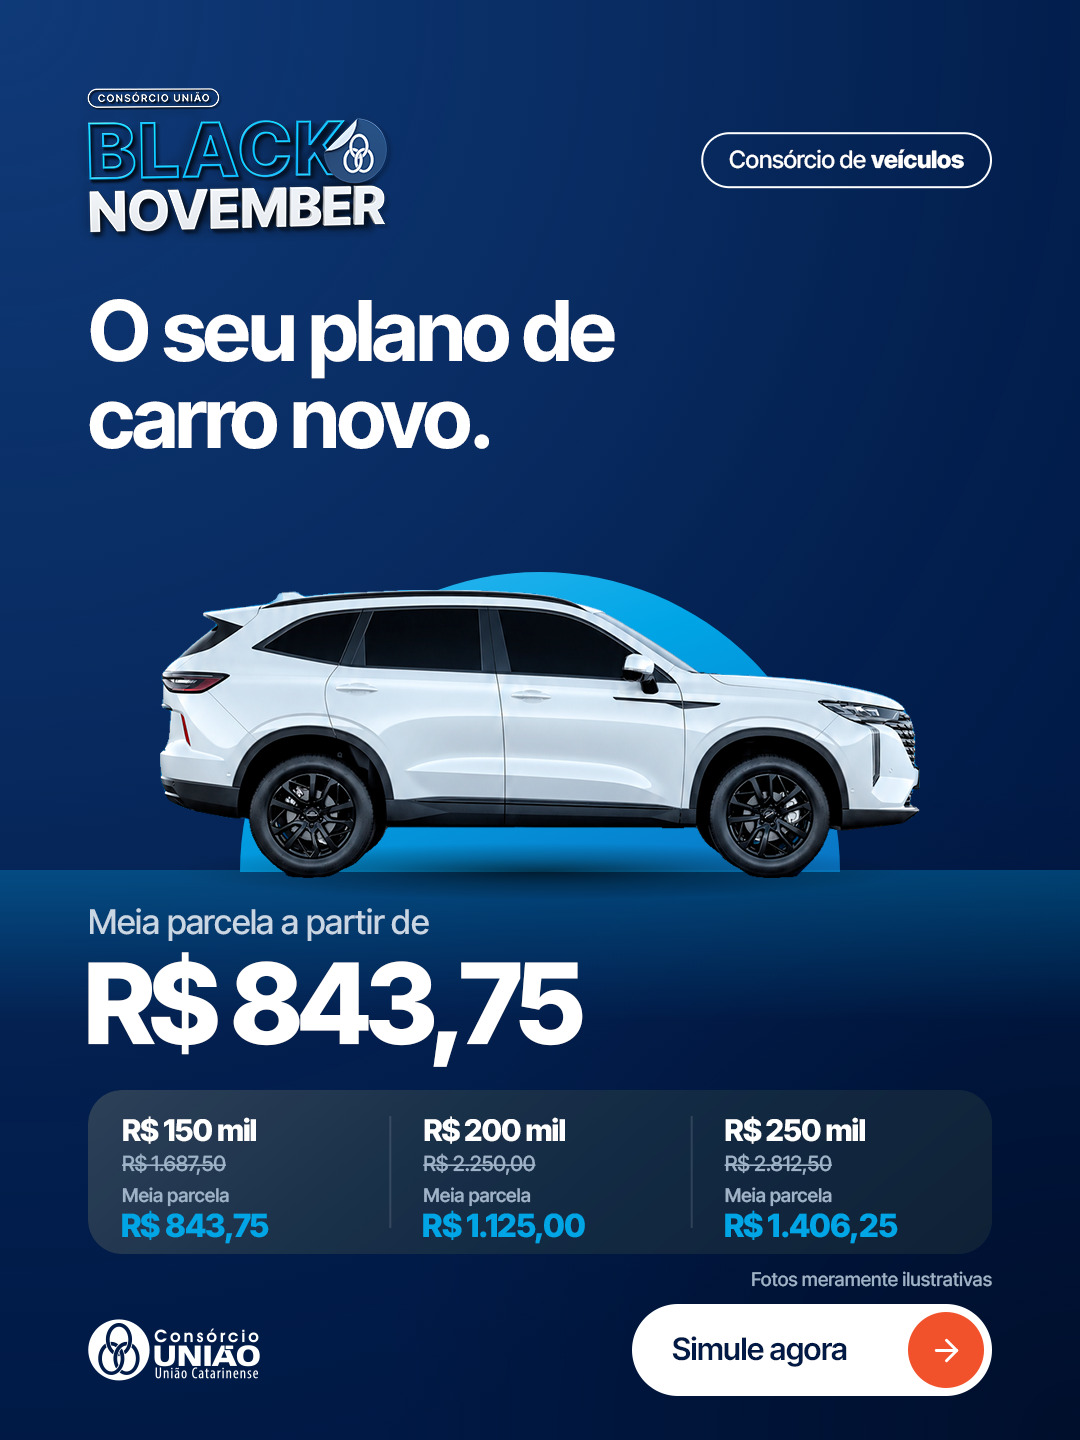 CONSÓRCIO UNIÃO
BLACK
NOVEMBER
Consórcio de veículos
O seu plano de
carro novo.
Meia parcela a partir de
R$ 843,75
R$ 150 mil
R$ 1.687,50
Meia parcela
R$ 843,75
R$ 200 mil
R$ 2.250,00
Meia parcela
R$ 1.125,00
R$ 250 mil
R$ 2.812,50
Meia parcela
R$ 1.406,25
Fotos meramente ilustrativas
Consórcio
UNIÃO
União Catarinense
Simule agora